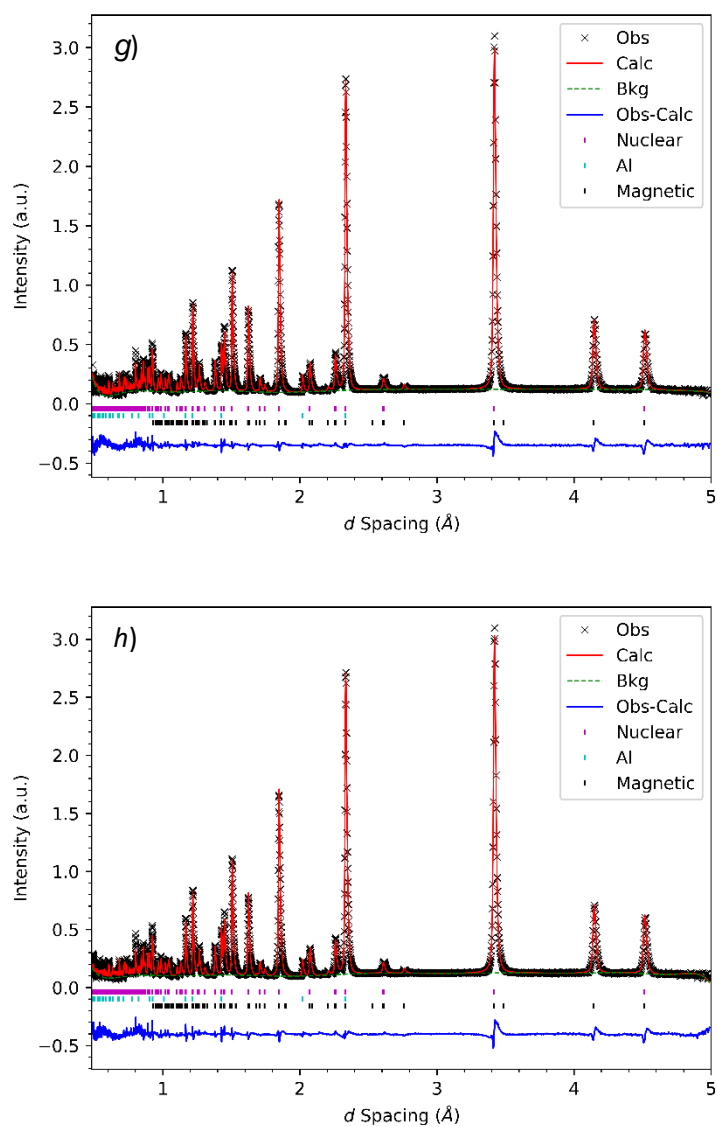 g)
3.0
2.5
2.0
1.5
1.0
0.5
0.0
−0.5
Intensity (a.u.)
Obs
Calc
Bkg
Obs-Calc
Nuclear
Al
Magnetic
1 2 3 4 5
d Spacing (Å)
h)
3.0
2.5
2.0
1.5
1.0
0.5
0.0
−0.5
Intensity (a.u.)
Obs
Calc
Bkg
Obs-Calc
Nuclear
Al
Magnetic
1 2 3 4 5
d Spacing (Å)